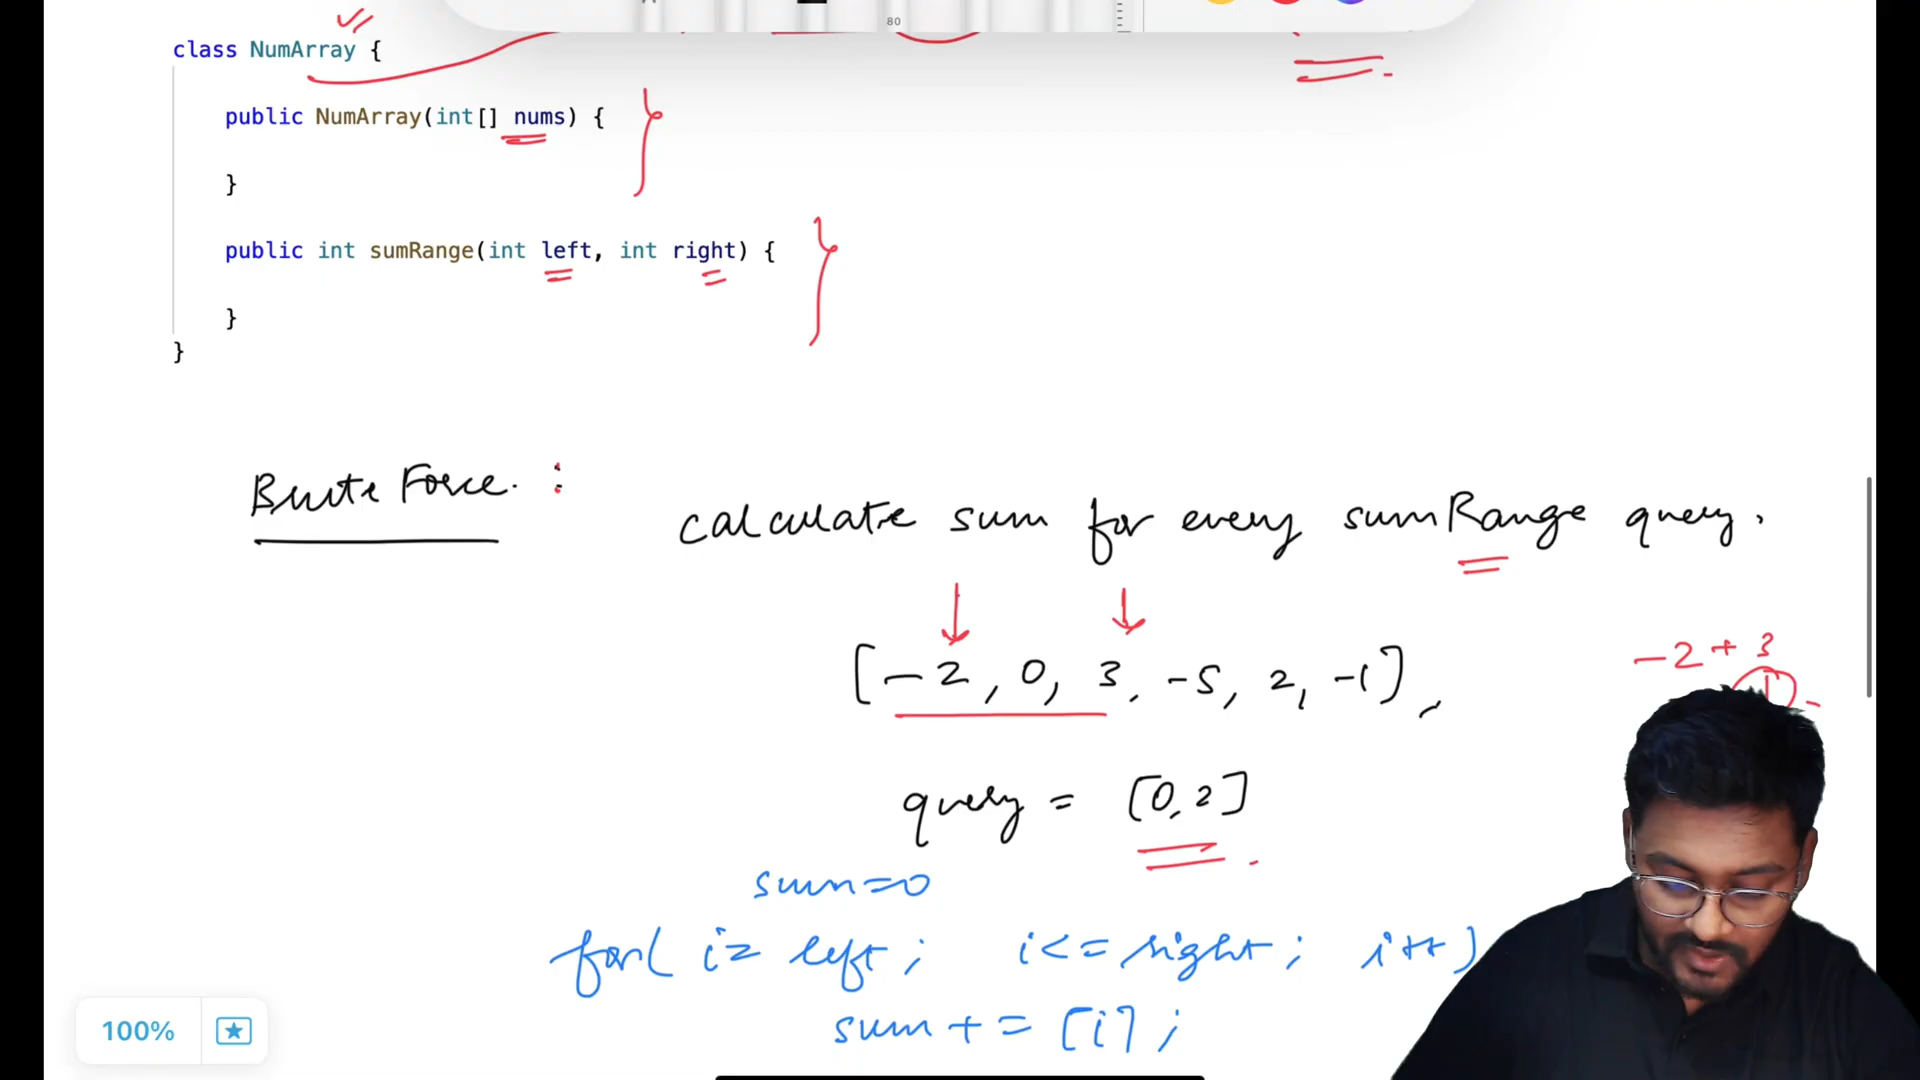 80
class NumArray {
public NumArray(int[] nums) {
}
public int sumRange(int left, int right) {
}
}
Brute Force. :
calculate sum for every sumRange query.
[-2, 0, 3, -5, 2, -1],
-2 + 3
1
query = [0,2]
sum=0
for( i= left; i<= right; i++)
sum += [i];
100%